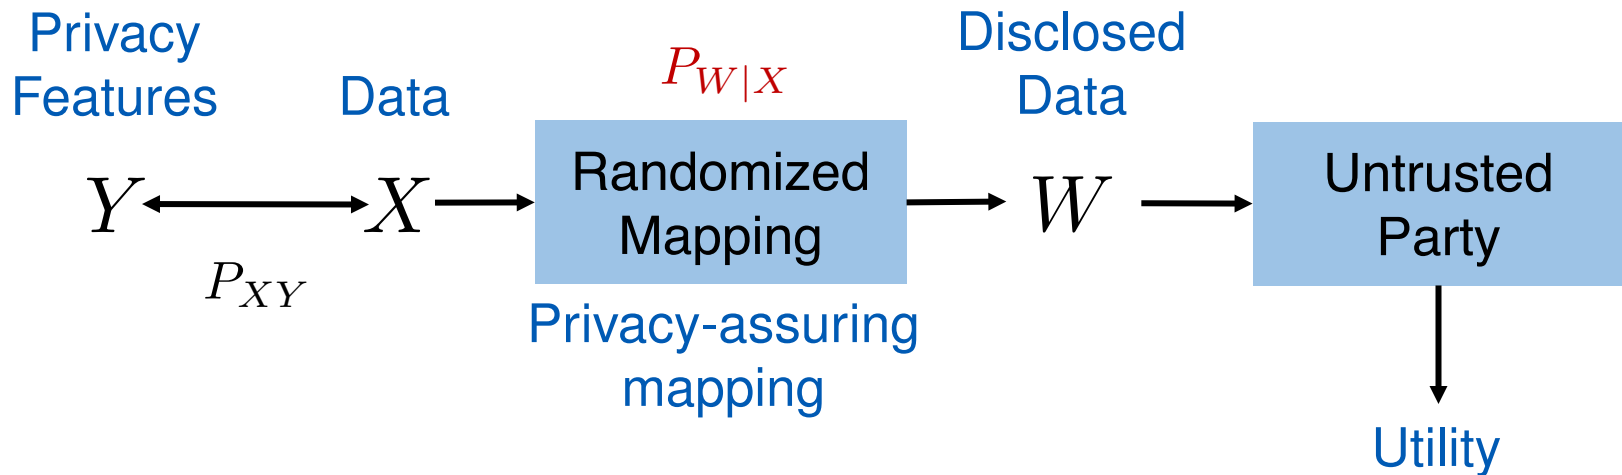 Privacy
Features
Data
P_{W|X}
Disclosed
Data
Y
X
Randomized
Mapping
W
Untrusted
Party
P_{XY}
Privacy-assuring
mapping
Utility